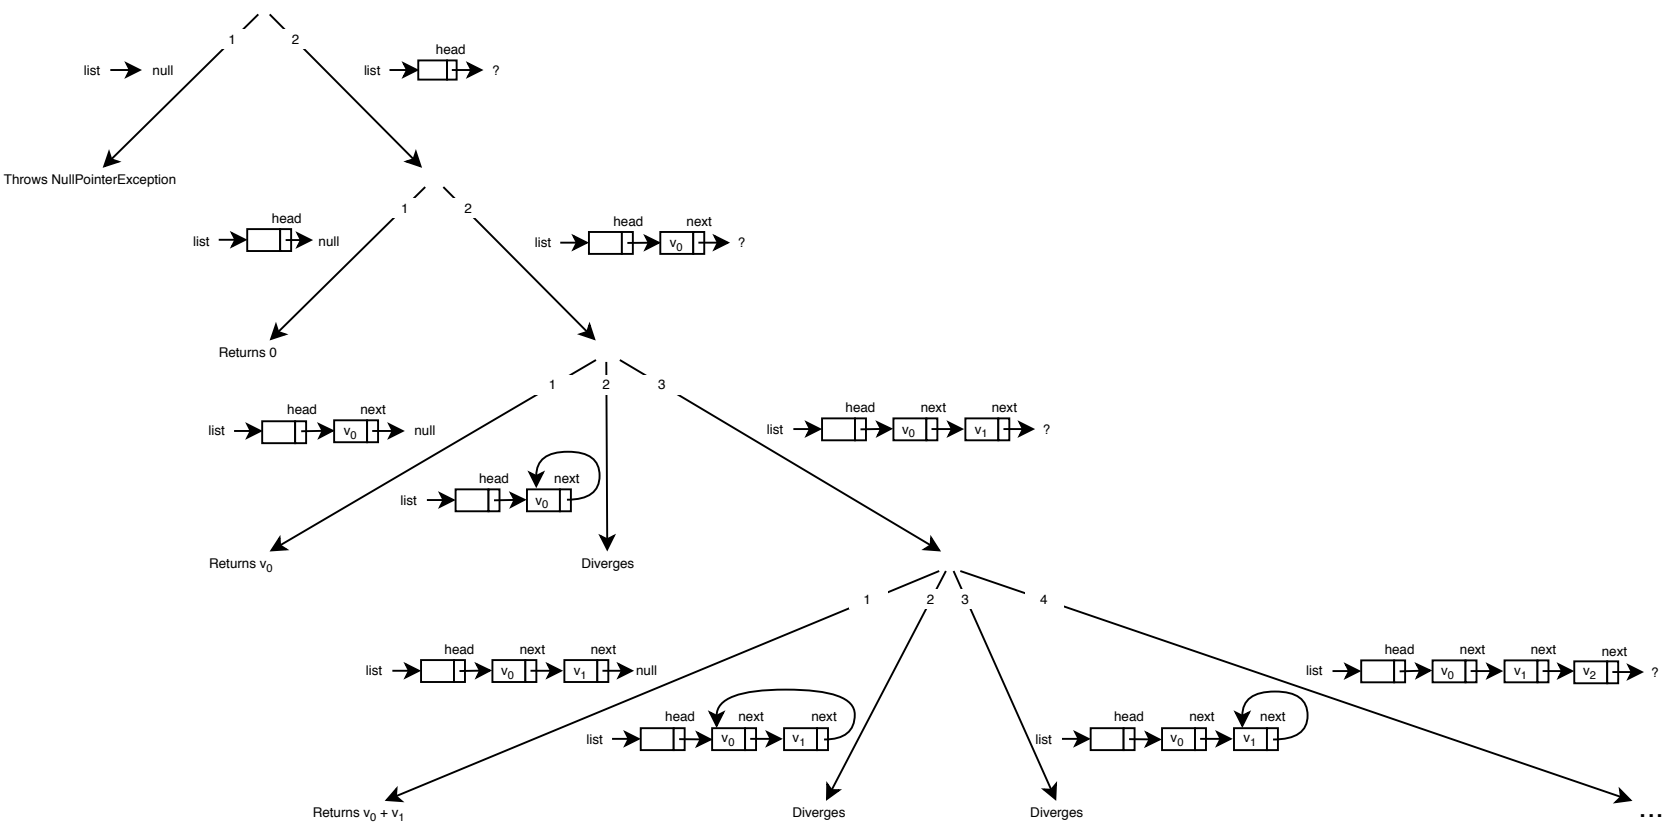 1 2
head
list null list ?
Throws NullPointerException
1 2
head head next
list null list v0 ?
Returns 0
1 2 3
head next head next next
list v0 null list v0 v1 ?
head next
list v0
Returns v0 Diverges
1 2 3 4
head next next head next next next
list v0 v1 null list v0 v1 v2 ?
head next next head next next
list v0 v1 list v0 v1
Returns v0 + v1 Diverges Diverges ...